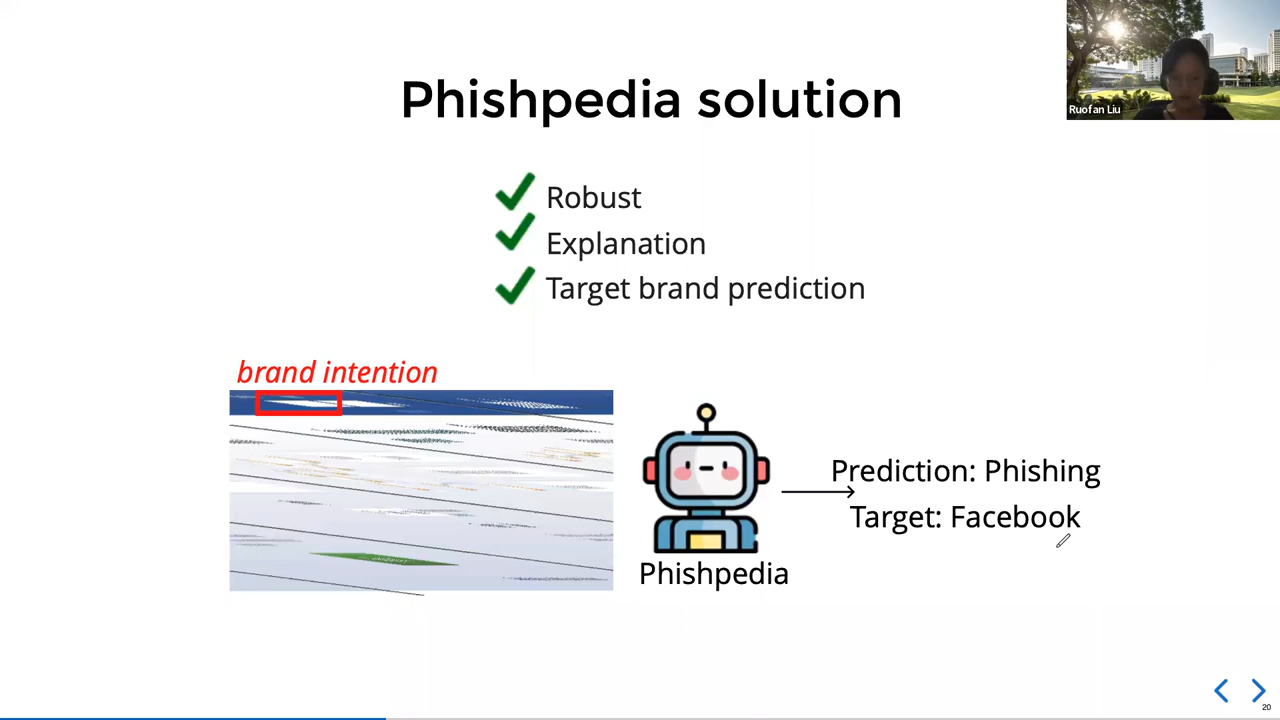 Phishpedia solution
Ruofan Liu
Robust
Explanation
Target brand prediction
brand intention
Prediction: Phishing
Target: Facebook
Phishpedia
20